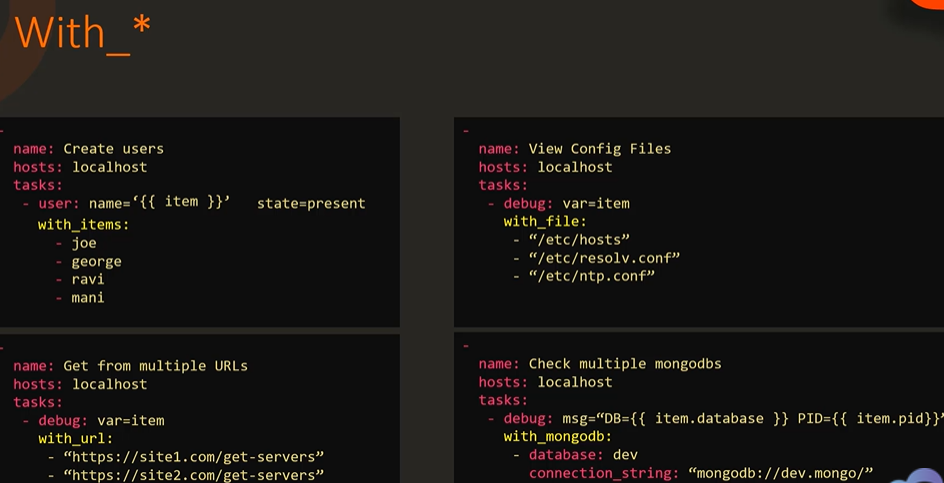 With_*
-
name: Create users
hosts: localhost
tasks:
- user: name=‘{{ item }}’ state=present
with_items:
- joe
- george
- ravi
- mani
-
name: View Config Files
hosts: localhost
tasks:
- debug: var=item
with_file:
- “/etc/hosts”
- “/etc/resolv.conf”
- “/etc/ntp.conf”
-
name: Get from multiple URLs
hosts: localhost
tasks:
- debug: var=item
with_url:
- “https://site1.com/get-servers”
- “https://site2.com/get-servers”
-
name: Check multiple mongodbs
hosts: localhost
tasks:
- debug: msg=“DB={{ item.database }} PID={{ item.pid}}”
with_mongodb:
- database: dev
connection_string: “mongodb://dev.mongo/”